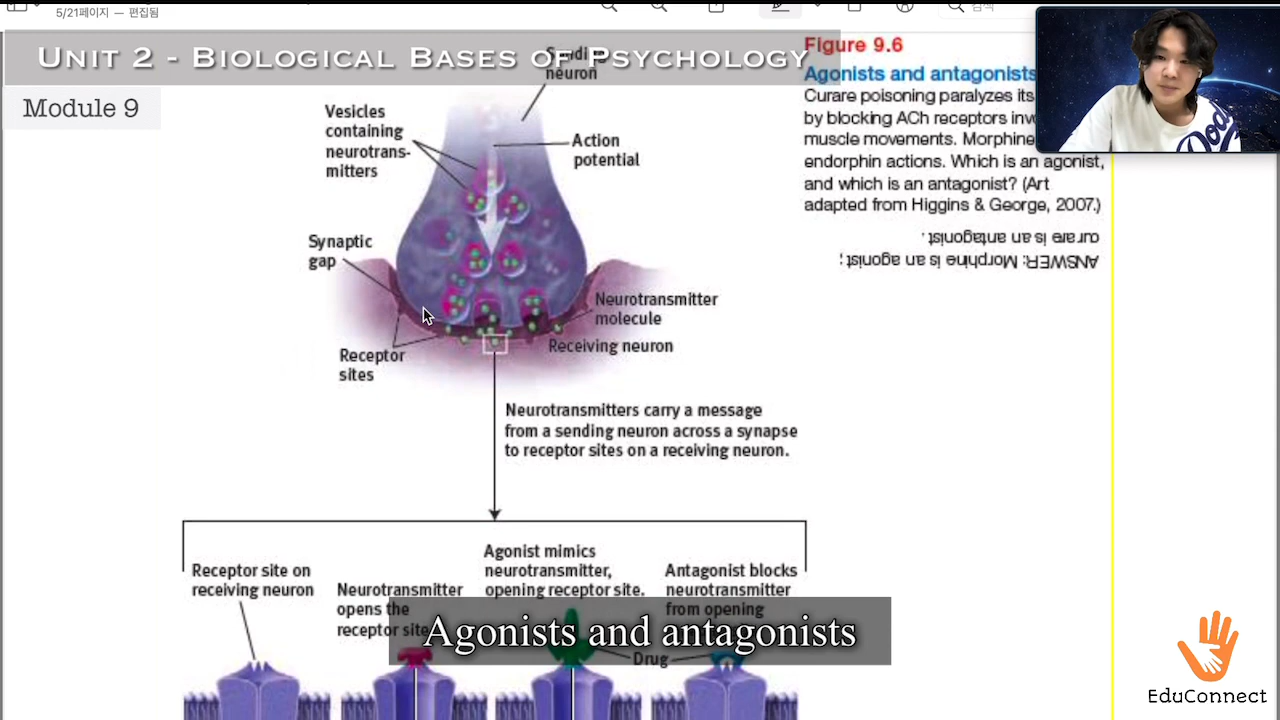 5/21페이지 — 편집됨
검색
UNIT 2 - BIOLOGICAL BASES OF PSYCHOLOGY
Module 9
Sending
neuron
Vesicles
containing
neurotrans-
mitters
Action
potential
Synaptic
gap
Neurotransmitter
molecule
Receptor
sites
Receiving neuron
Neurotransmitters carry a message
from a sending neuron across a synapse
to receptor sites on a receiving neuron.
Receptor site on
receiving neuron
Neurotransmitter
opens the
receptor site
Agonist mimics
neurotransmitter,
opening receptor site.
Antagonist blocks
neurotransmitter
from opening
Drug
Agonists and antagonists
Figure 9.6
Agonists and antagonists
Curare poisoning paralyzes its
by blocking ACh receptors
muscle movements. Morphine
endorphin actions. Which is an agonist,
and which is an antagonist? (Art
adapted from Higgins & George, 2007.)
ANSWER: Morphine is an agonist;
curare is an antagonist.
Dod
EduConnect